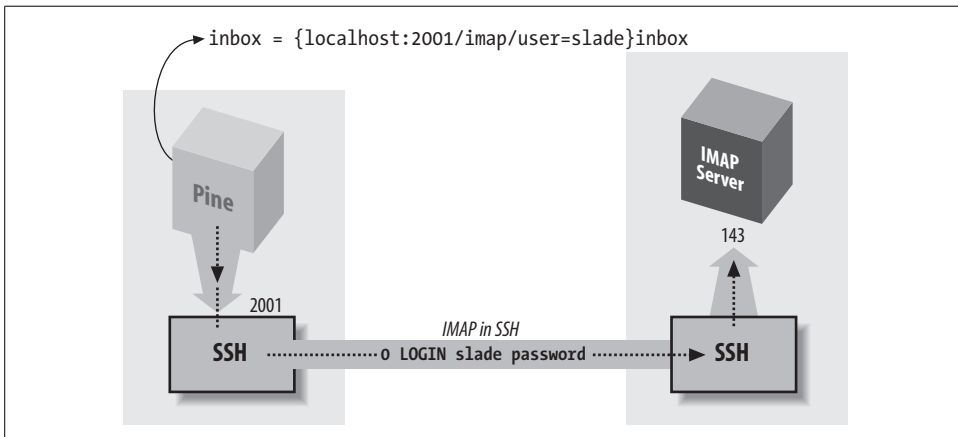 inbox = {localhost:2001/imap/user=slade}inbox
Pine
IMAP
Server
143
2001
SSH
IMAP in SSH
0 LOGIN slade password
SSH